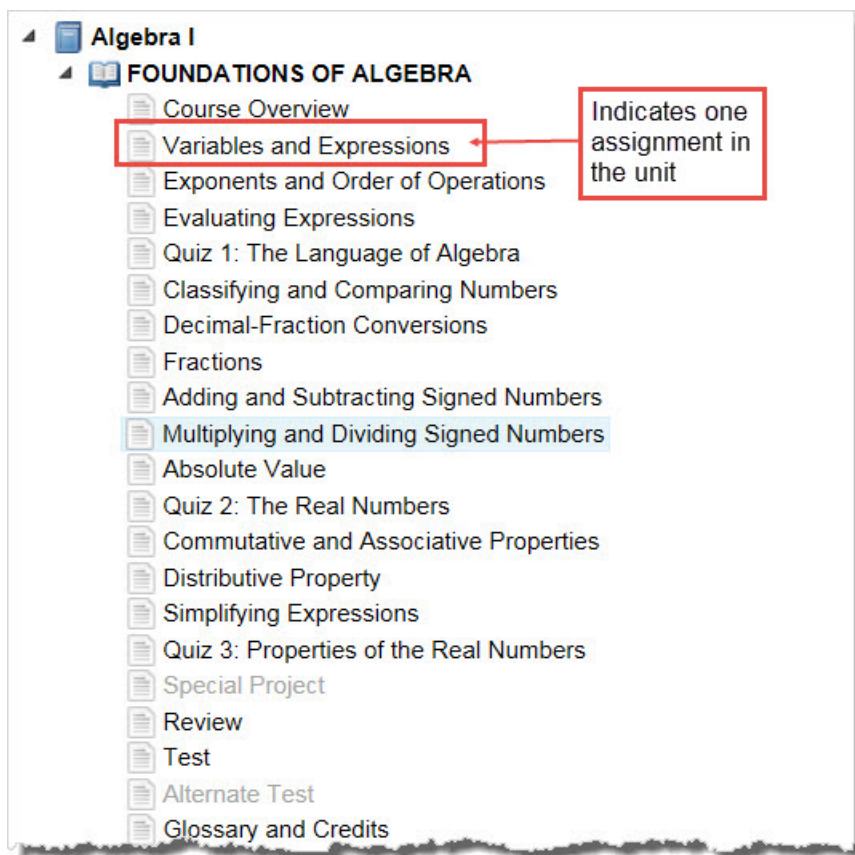 Algebra I
FOUNDATIONS OF ALGEBRA
Course Overview
Variables and Expressions
Indicates one
assignment in
the unit
Exponents and Order of Operations
Evaluating Expressions
Quiz 1: The Language of Algebra
Classifying and Comparing Numbers
Decimal-Fraction Conversions
Fractions
Adding and Subtracting Signed Numbers
Multiplying and Dividing Signed Numbers
Absolute Value
Quiz 2: The Real Numbers
Commutative and Associative Properties
Distributive Property
Simplifying Expressions
Quiz 3: Properties of the Real Numbers
Special Project
Review
Test
Alternate Test
Glossary and Credits